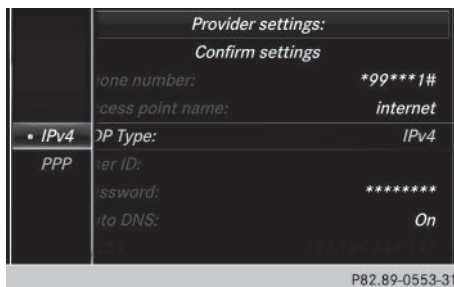 Provider settings:
Confirm settings
one number: *99***1#
ccess point name: internet
• IPv4 DP Type: IPv4
PPP ser ID:
ssword: ********
uto DNS: On
P82.89-0553-31